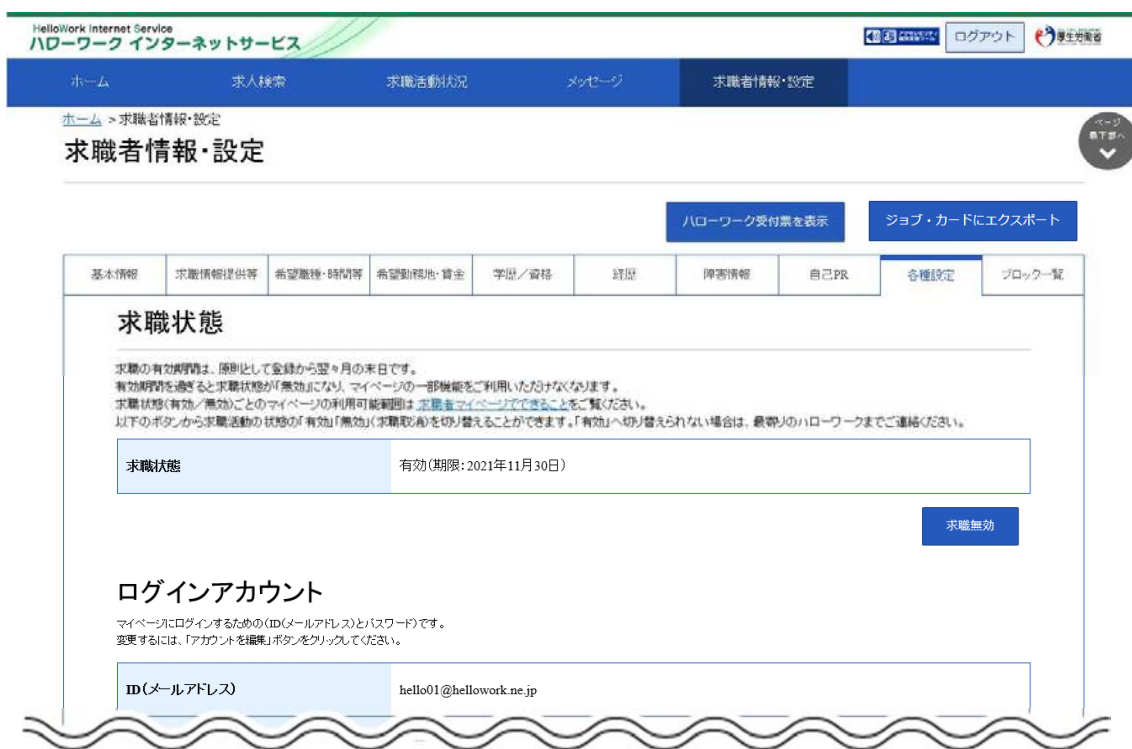 HelloWork Internet Service
ハローワーク インターネットサービス
ログアウト
厚生労働省
ホーム 求人検索 求職活動状況 メッセージ 求職者情報・設定
ホーム > 求職者情報・設定
ページ
最下部へ
求職者情報・設定
ハローワーク受付票を表示 ジョブ・カードにエクスポート
基本情報 求職情報提供等 希望職種・時間等 希望勤務地・賃金 学歴／資格 経歴 障害情報 自己PR 各種設定 ブロック一覧
求職状態
求職の有効期間は、原則として登録から翌々月の末日です。
有効期間を過ぎると求職状態が「無効」になり、マイページの一部機能をご利用いただけなくなります。
求職状態(有効／無効)ごとのマイページの利用可能範囲は 求職者マイページでできることをご覧ください。
以下のボタンから求職活動の状態の「有効」「無効」(求職取消)を切り替えることができます。「有効」へ切り替えられない場合は、最寄りのハローワークまでご連絡ください。
求職状態 有効(期限:2021年11月30日)
求職無効
ログインアカウント
マイページにログインするための(ID(メールアドレス)とパスワード)です。
変更するには、「アカウントを編集」ボタンをクリックしてください。
ID(メールアドレス) hello01@hellowork.ne.jp